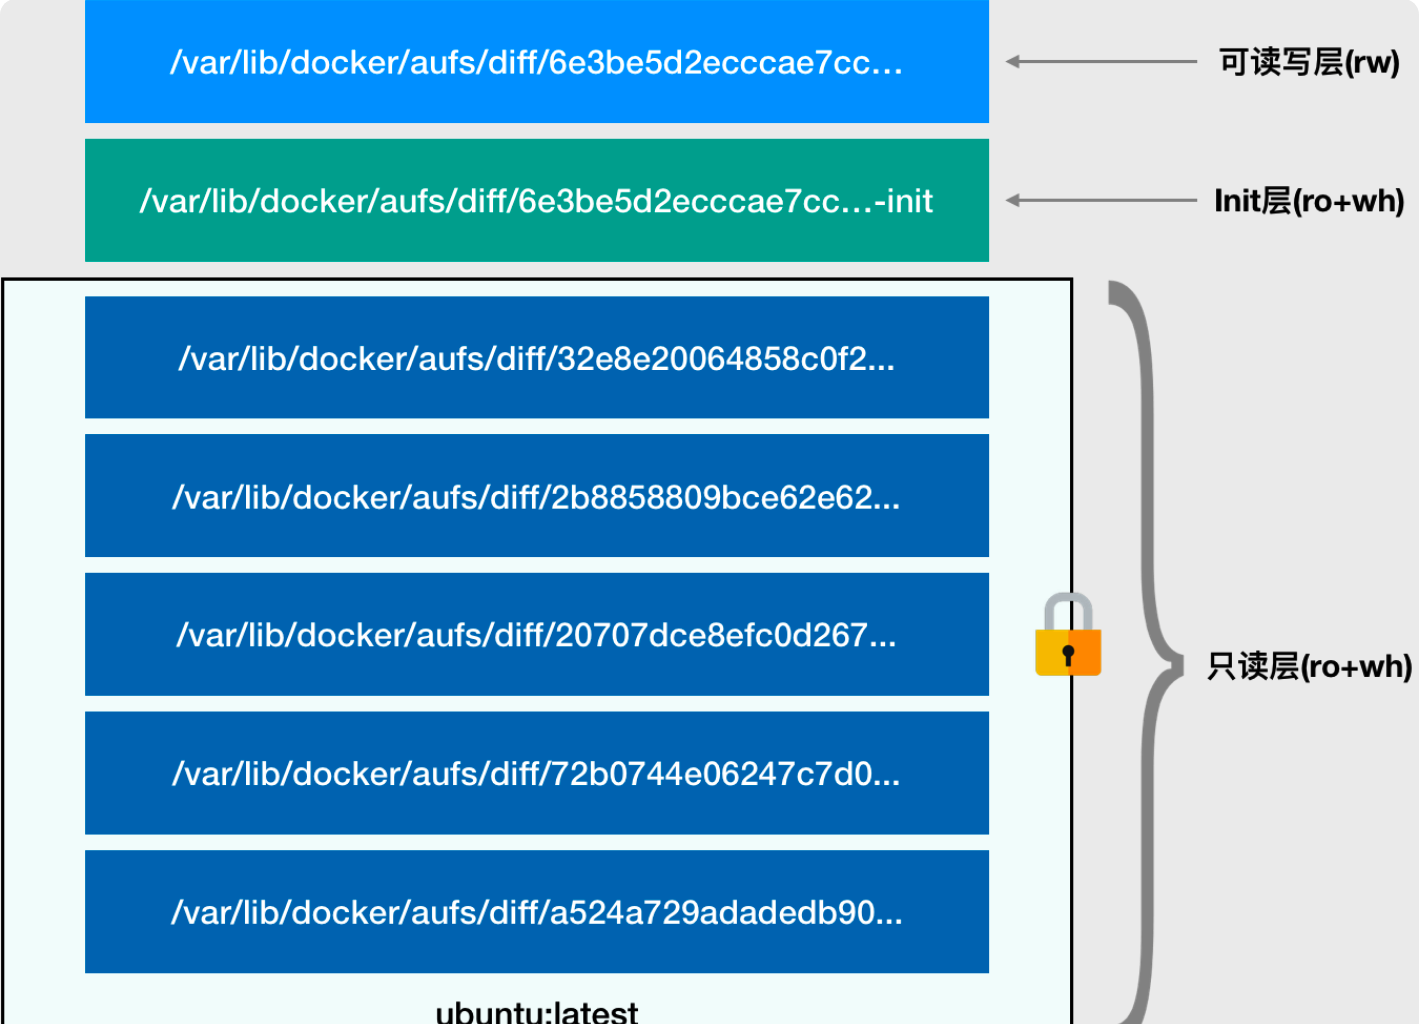 /var/lib/docker/aufs/diff/6e3be5d2ecccae7cc...
可读写层(rw)
/var/lib/docker/aufs/diff/6e3be5d2ecccae7cc...-init
Init层(ro+wh)
/var/lib/docker/aufs/diff/32e8e20064858c0f2...
/var/lib/docker/aufs/diff/2b8858809bce62e62...
/var/lib/docker/aufs/diff/20707dce8efc0d267...
只读层(ro+wh)
/var/lib/docker/aufs/diff/72b0744e06247c7d0...
/var/lib/docker/aufs/diff/a524a729adadedb90...
ubuntu:latest